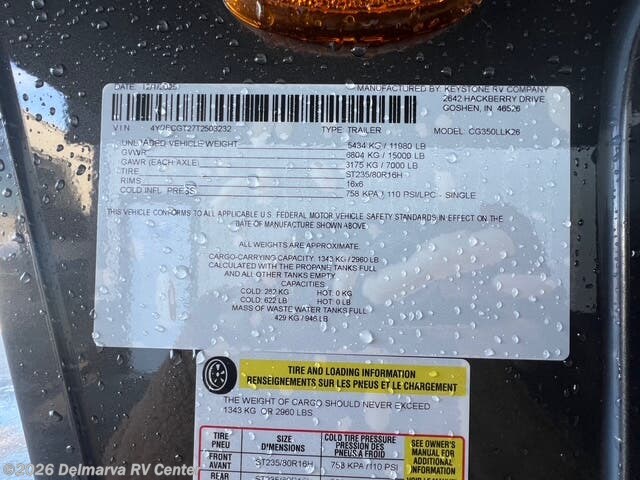 DATE:
MANUFACTURED BY: KEYSTONE RV COMPANY
2642 HACKBERRY DRIVE
GOSHEN, IN 46526
VIN TYPE: TRAILER MODEL: CG350LLK26
UNLOADED VEHICLE WEIGHT 5434 KG / 11980 LB
GVWR 6804 KG / 15000 LB
GAWR (EACH AXLE) 3175 KG / 7000 LB
TIRE ST235/80R16H
RIMS 16x6
COLD INFL. PRESS 758 KPA / 110 PSI/LPC - SINGLE
THIS VEHICLE CONFORMS TO ALL APPLICABLE U.S. FEDERAL MOTOR VEHICLE SAFETY STANDARDS IN EFFECT ON THE
DATE OF MANUFACTURE SHOWN ABOVE
ALL WEIGHTS ARE APPROXIMATE.
CARGO-CARRYING CAPACITY: 1343 KG / 2960 LB
CALCULATED WITH THE PROPANE TANKS FULL
AND ALL OTHER TANKS EMPTY.
CAPACITIES:
COLD: 282 KG HOT: 0 KG
COLD: 622 LB HOT: 0 LB
MASS OF WASTE WATER TANKS FULL
429 KG / 946 LB
TIRE AND LOADING INFORMATION
RENSEIGNEMENTS SUR LES PNEUS ET LE CHARGEMENT
THE WEIGHT OF CARGO SHOULD NEVER EXCEED
1343 KG OR 2960 LBS
TIRE PNEU SIZE DIMENSIONS COLD TIRE PRESSURE PRESSION DES PNEUS A FROID SEE OWNER'S MANUAL FOR ADDITIONAL INFORMATION
FRONT AVANT ST235/80R16H 758 KPA / 110 PSI
REAR ST235/80R16H VOIR
©2026 Delmarva RV Center